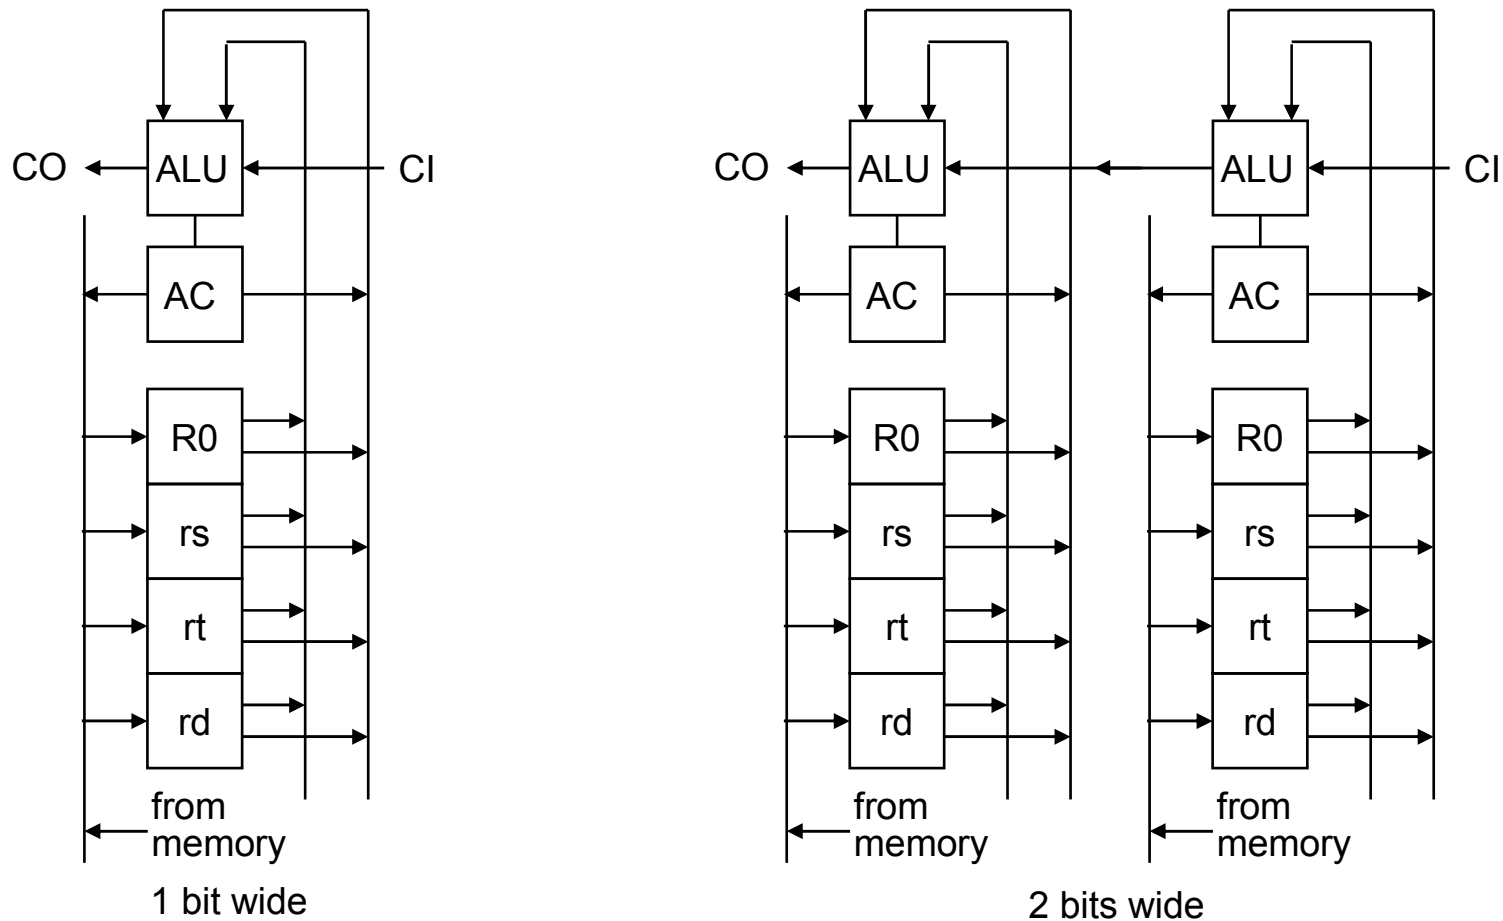 CO
ALU
CI
AC
R0
rs
rt
rd
from
memory
1 bit wide
CO
ALU
ALU
CI
AC
AC
R0
R0
rs
rs
rt
rt
rd
rd
from
memory
from
memory
2 bits wide